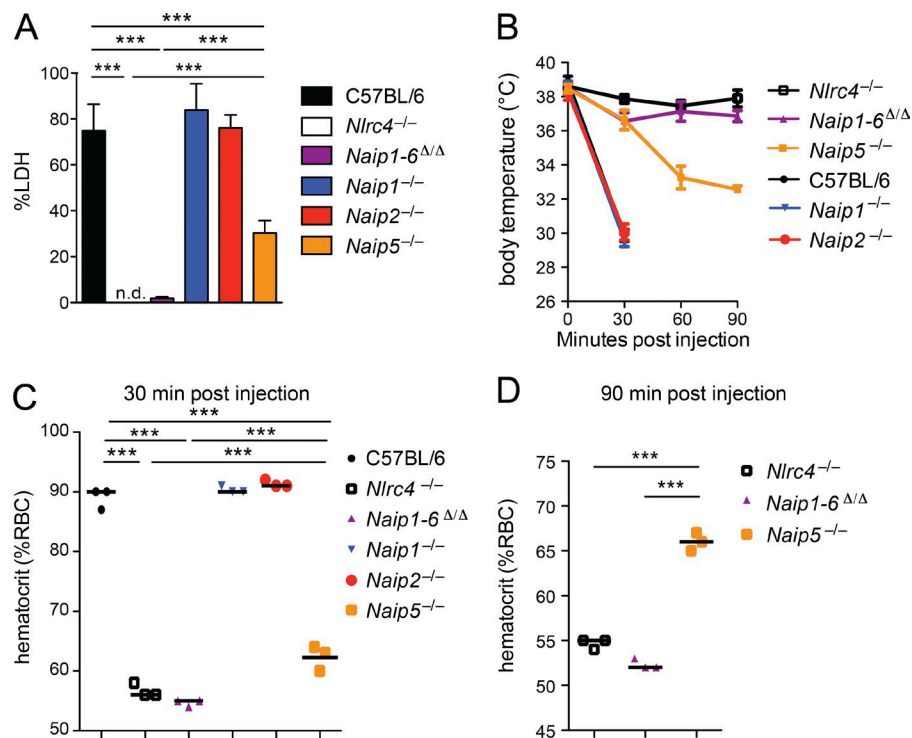 A
***
*** ***
*** ***
%LDH
100
80
60
40
20
0
n.d.
C57BL/6
Nlrc4–/–
Naip1-6Δ/Δ
Naip1–/–
Naip2–/–
Naip5–/–
B
body temperature (°C)
40
38
36
34
32
30
28
26
0 30 60 90
Minutes post injection
Nlrc4–/–
Naip1-6Δ/Δ
Naip5–/–
C57BL/6
Naip1–/–
Naip2–/–
C
30 min post injection
***
*** ***
*** ***
hematocrit (%RBC)
100
90
80
70
60
50
C57BL/6
Nlrc4–/–
Naip1-6Δ/Δ
Naip1–/–
Naip2–/–
Naip5–/–
D
90 min post injection
***
***
hematocrit (%RBC)
75
70
65
60
55
50
45
Nlrc4–/–
Naip1-6Δ/Δ
Naip5–/–